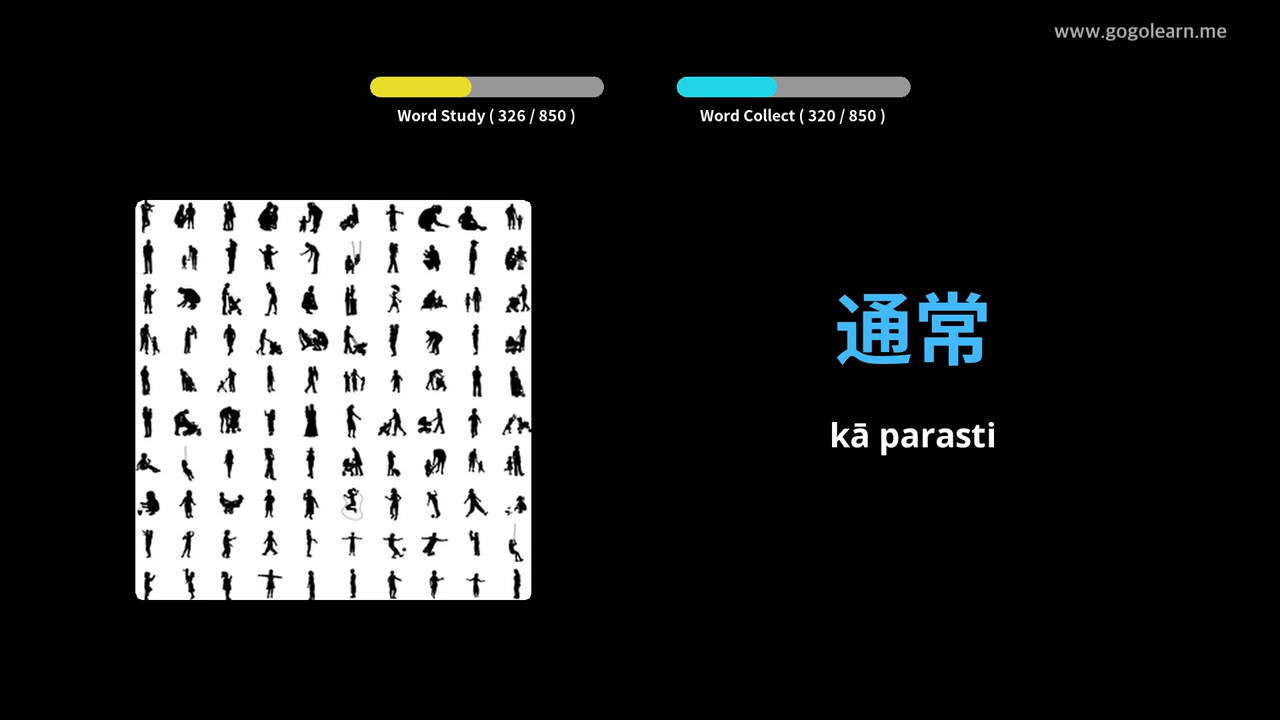 www.gogolearn.me
Word Study ( 326 / 850 )
Word Collect ( 320 / 850 )
通常
kā parasti